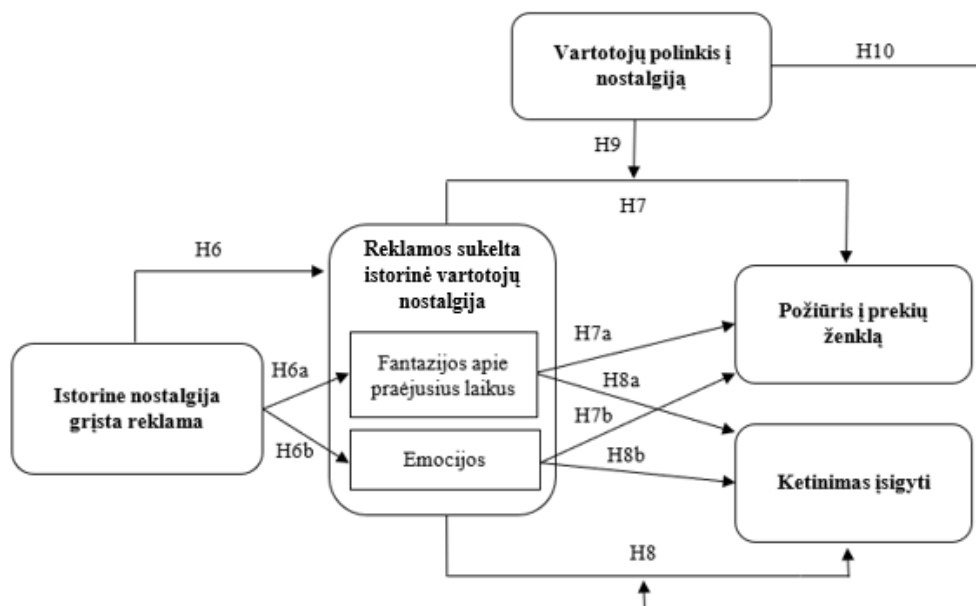 Vartotojų polinkis į
nostalgiją
H10
H9
H7
H6
Reklamos sukelta
istorinė vartotojų
nostalgija
Požiūris į prekių
ženklą
H7a
Fantazijos apie
praėjusius laikus
H6a
H8a
Istorine nostalgija
grįsta reklama
H7b
H6b
Emocijos
H8b
Ketinimas įsigyti
H8